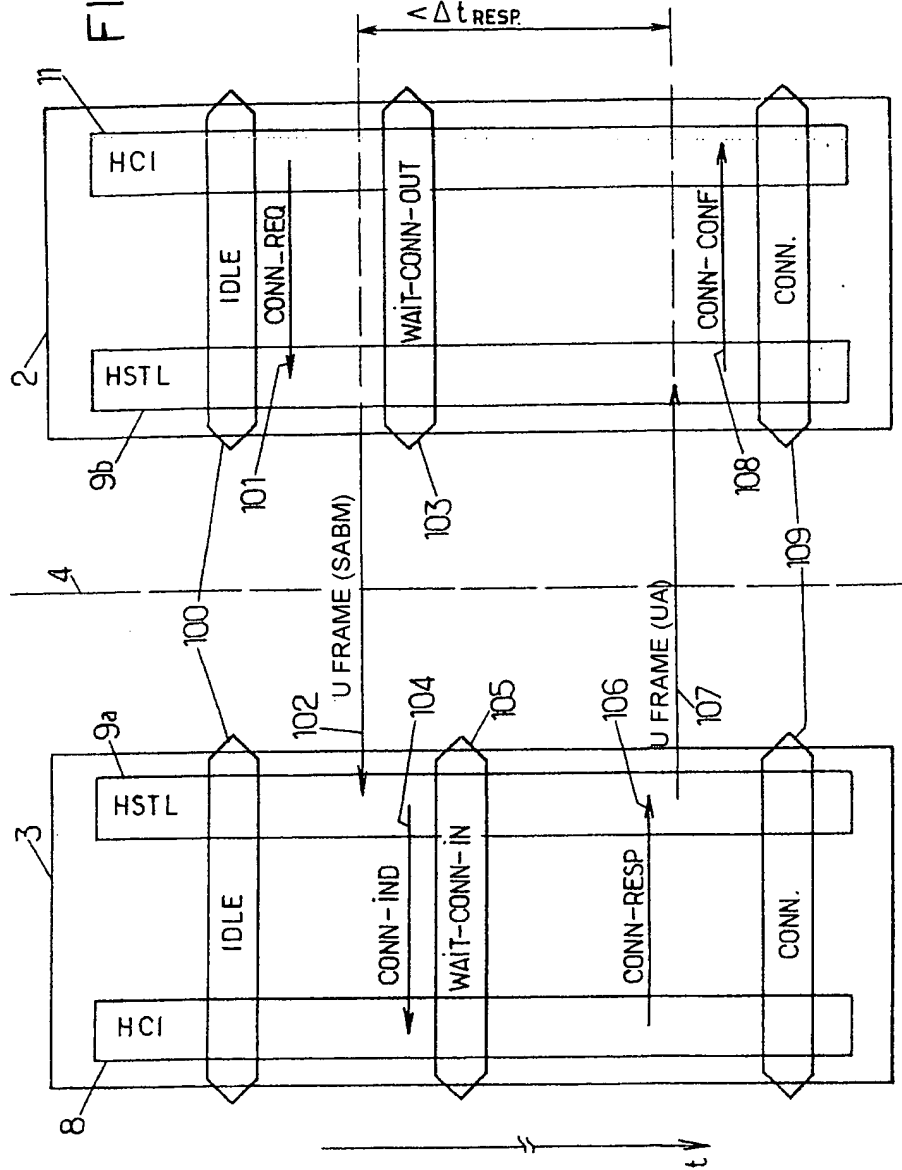 FI
< Δt RESP.
3
2
11
8
HCI
9a
HSTL
4
9b
HSTL
HCI
IDLE
100
IDLE
101
CONN_REQ
102
U FRAME (SABM)
CONN-IND
104
103
WAIT-CONN-OUT
WAIT-CONN-IN
105
CONN-RESP
106
U FRAME (UA)
107
108
CONN-CONF
CONN.
109
CONN.
t